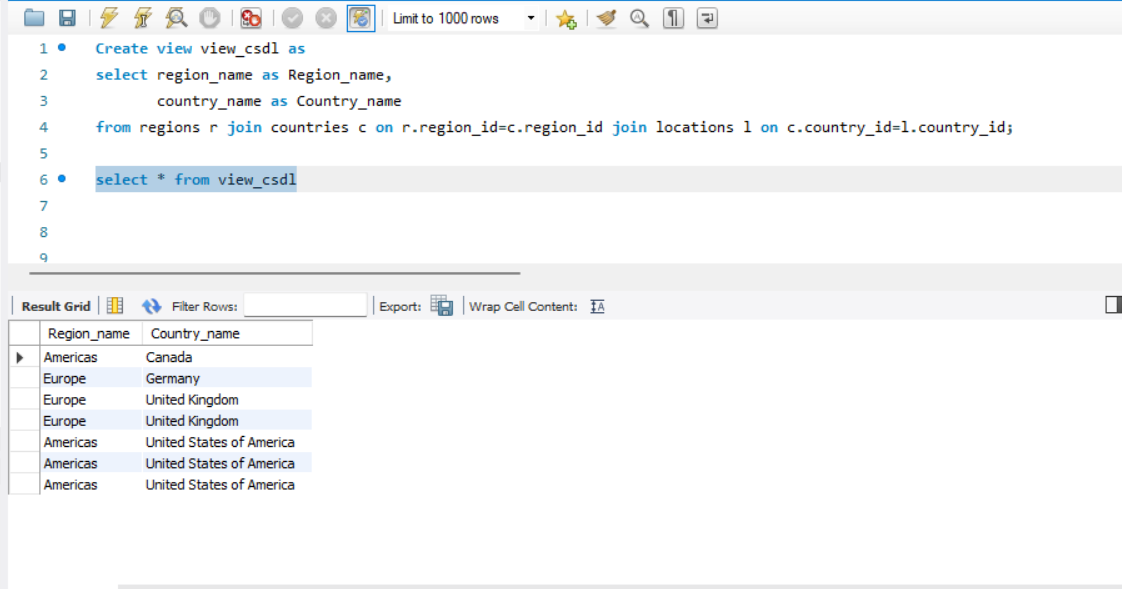 Limit to 1000 rows
1 Create view view_csdl as
2 select region_name as Region_name,
3 country_name as Country_name
4 from regions r join countries c on r.region_id=c.region_id join locations l on c.country_id=l.country_id;
5
6 select * from view_csdl
7
8
9
Result Grid Filter Rows: Export: Wrap Cell Content: IA
Region_name Country_name
Americas Canada
Europe Germany
Europe United Kingdom
Europe United Kingdom
Americas United States of America
Americas United States of America
Americas United States of America